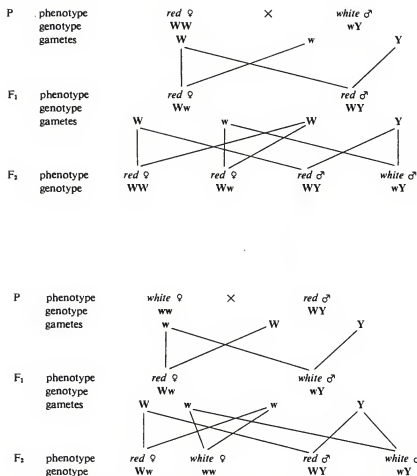 P phenotype red ♀ × white ♂
genotype WW wY
gametes W w Y
F₁ phenotype red ♀ red ♂
genotype Ww WY
gametes W w W Y
F₂ phenotype red ♀ red ♀ red ♂ white ♂
genotype WW Ww WY wY
P phenotype white ♀ × red ♂
genotype ww WY
gametes w W Y
F₁ phenotype red ♀ white ♂
genotype Ww wY
gametes W w w Y
F₂ phenotype red ♀ white ♀ red ♂ white ♂
genotype Ww ww WY wY